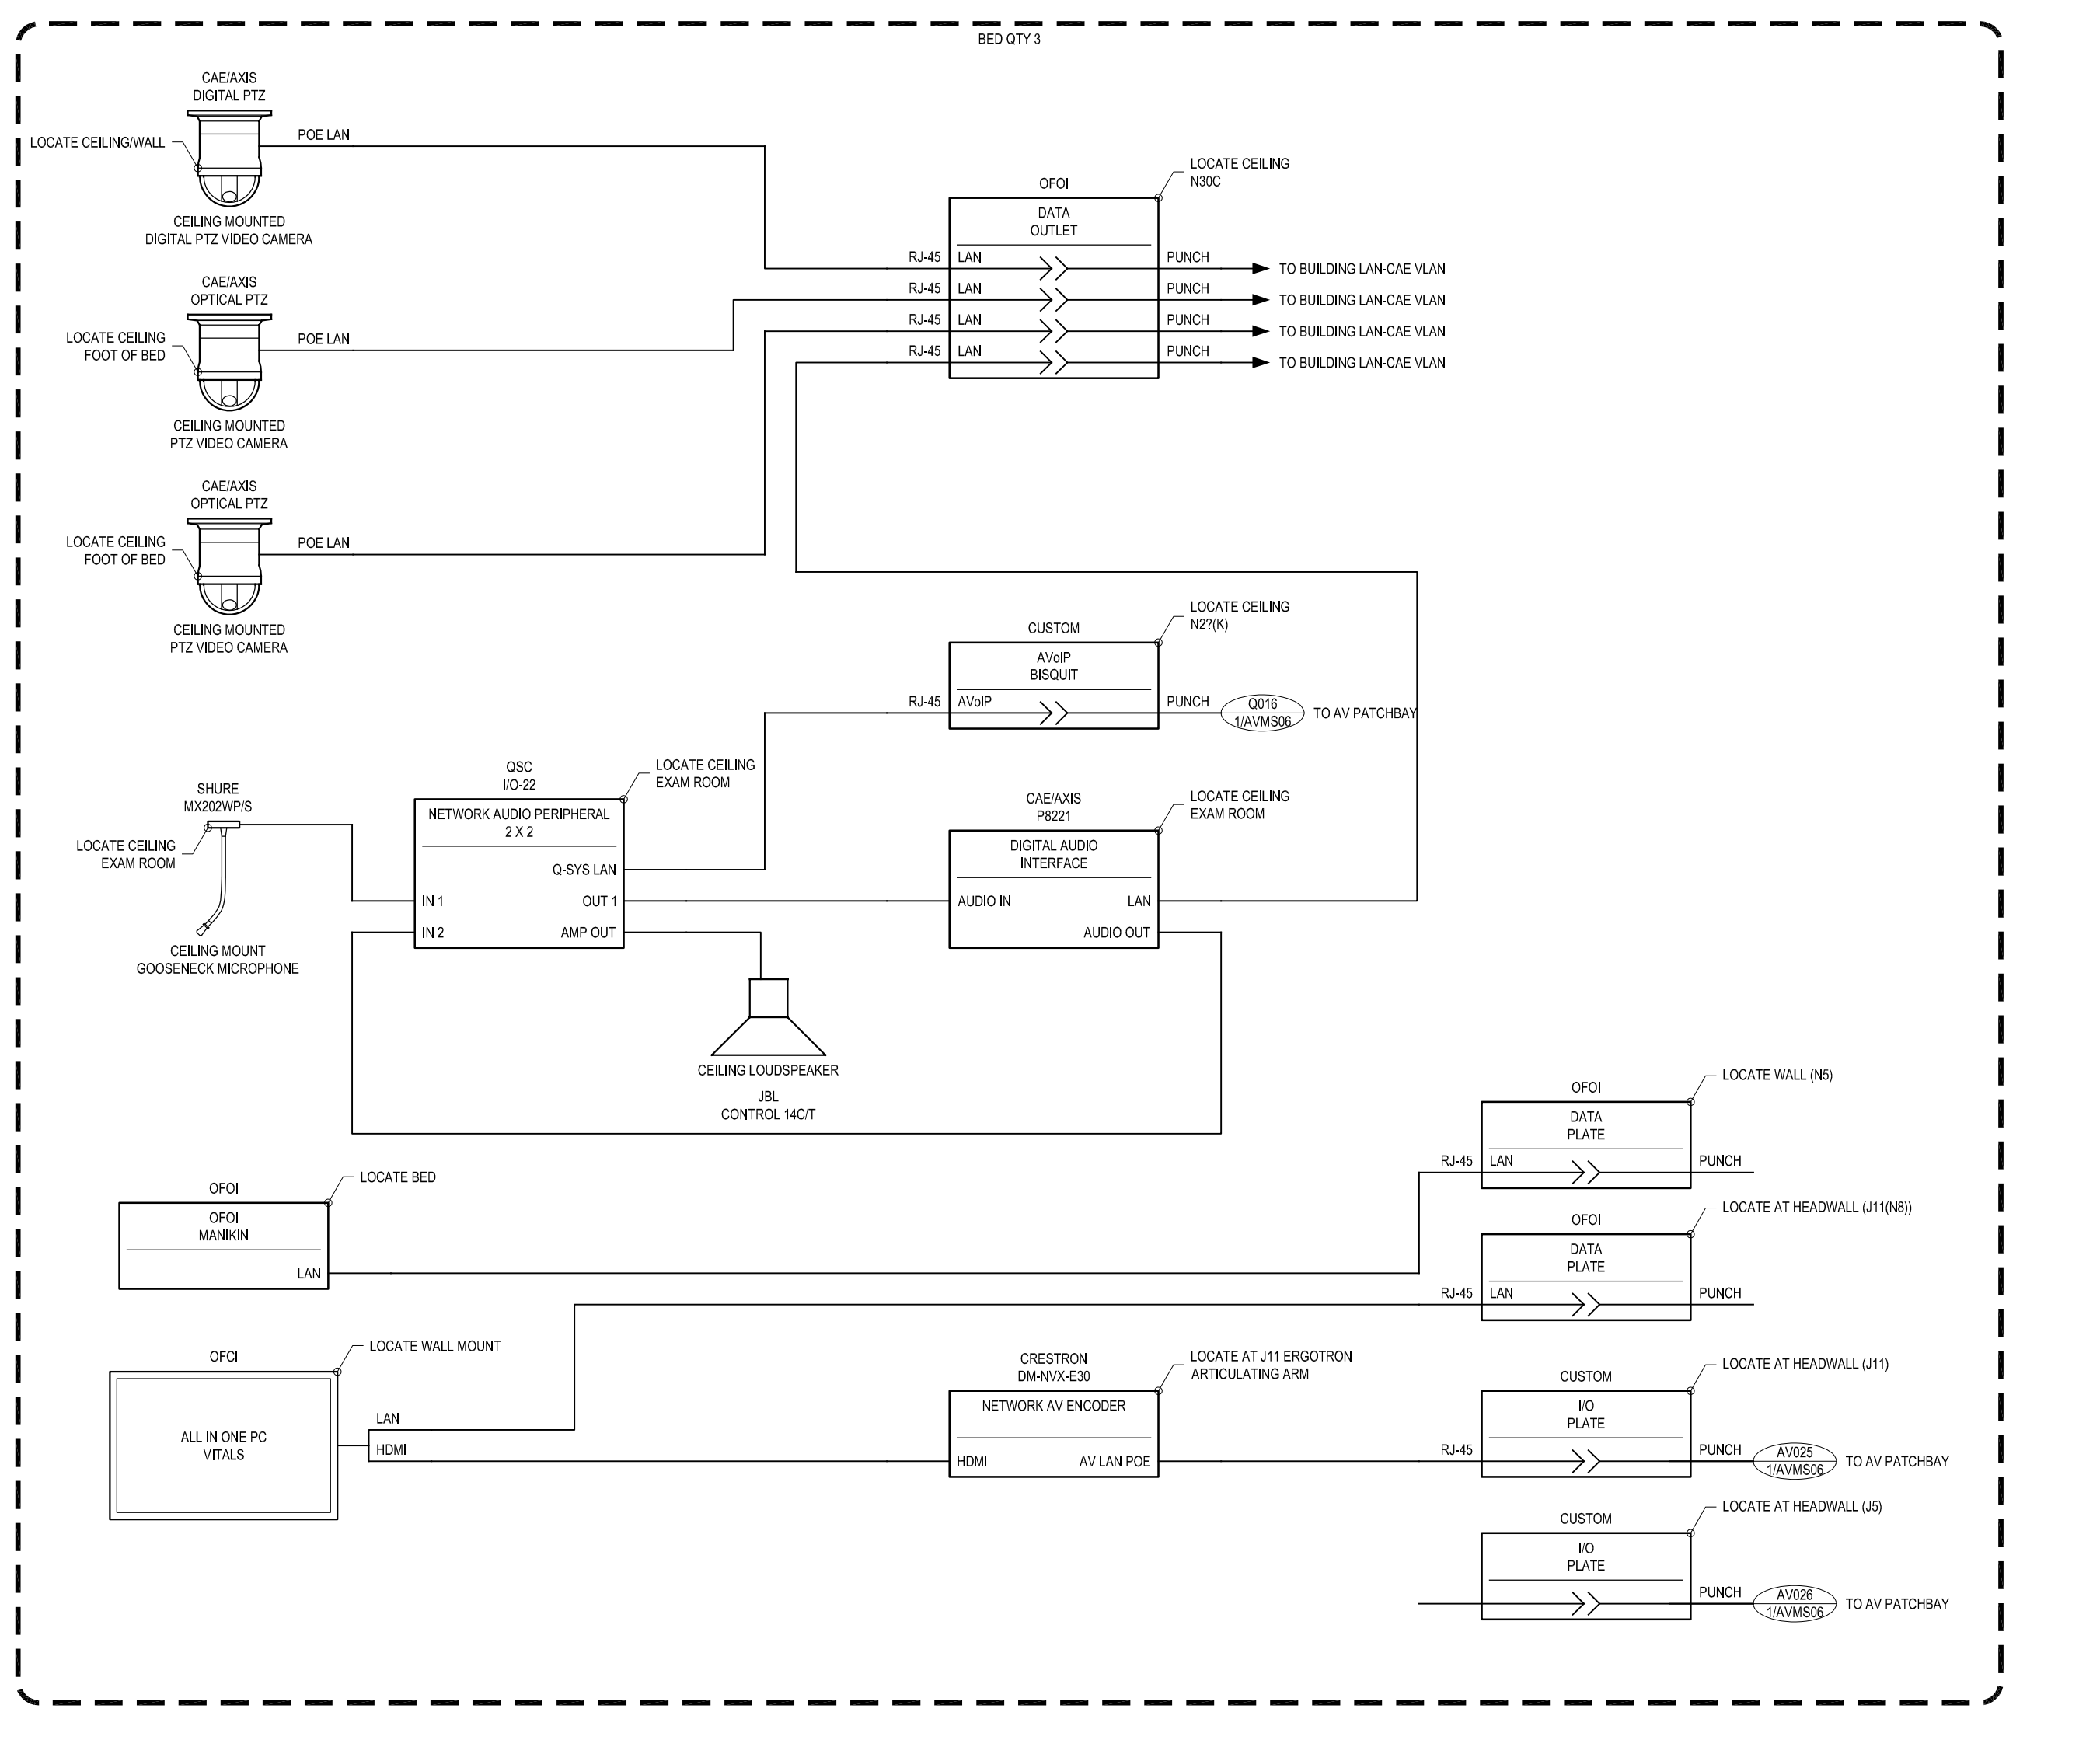 BED QTY 3
CAE/AXIS
DIGITAL PTZ
LOCATE CEILING/WALL
POE LAN
CEILING MOUNTED
DIGITAL PTZ VIDEO CAMERA
CAE/AXIS
OPTICAL PTZ
LOCATE CEILING
FOOT OF BED
POE LAN
CEILING MOUNTED
PTZ VIDEO CAMERA
CAE/AXIS
OPTICAL PTZ
LOCATE CEILING
FOOT OF BED
POE LAN
CEILING MOUNTED
PTZ VIDEO CAMERA
LOCATE CEILING
N30C
OFOI
DATA
OUTLET
RJ-45 LAN PUNCH TO BUILDING LAN-CAE VLAN
RJ-45 LAN PUNCH TO BUILDING LAN-CAE VLAN
RJ-45 LAN PUNCH TO BUILDING LAN-CAE VLAN
RJ-45 LAN PUNCH TO BUILDING LAN-CAE VLAN
LOCATE CEILING
N2?(K)
CUSTOM
AVoIP
BISQUIT
RJ-45 AVoIP PUNCH
Q016
1/AVMS06
TO AV PATCHBAY
SHURE
MX202WP/S
LOCATE CEILING
EXAM ROOM
CEILING MOUNT
GOOSENECK MICROPHONE
QSC
I/O-22
LOCATE CEILING
EXAM ROOM
NETWORK AUDIO PERIPHERAL
2 X 2
Q-SYS LAN
IN 1 OUT 1
IN 2 AMP OUT
CAE/AXIS
P8221
LOCATE CEILING
EXAM ROOM
DIGITAL AUDIO
INTERFACE
AUDIO IN LAN
AUDIO OUT
CEILING LOUDSPEAKER
JBL
CONTROL 14C/T
OFOI
LOCATE WALL (N5)
DATA
PLATE
RJ-45 LAN PUNCH
OFOI
LOCATE BED
OFOI
MANIKIN
LAN
OFOI
LOCATE AT HEADWALL (J11(N8))
DATA
PLATE
RJ-45 LAN PUNCH
OFCI
LOCATE WALL MOUNT
ALL IN ONE PC
VITALS
LAN
HDMI
CRESTRON
DM-NVX-E30
LOCATE AT J11 ERGOTRON
ARTICULATING ARM
NETWORK AV ENCODER
HDMI AV LAN POE
CUSTOM
LOCATE AT HEADWALL (J11)
I/O
PLATE
RJ-45 PUNCH
AV025
1/AVMS06
TO AV PATCHBAY
CUSTOM
LOCATE AT HEADWALL (J5)
I/O
PLATE
PUNCH
AV026
1/AVMS06
TO AV PATCHBAY